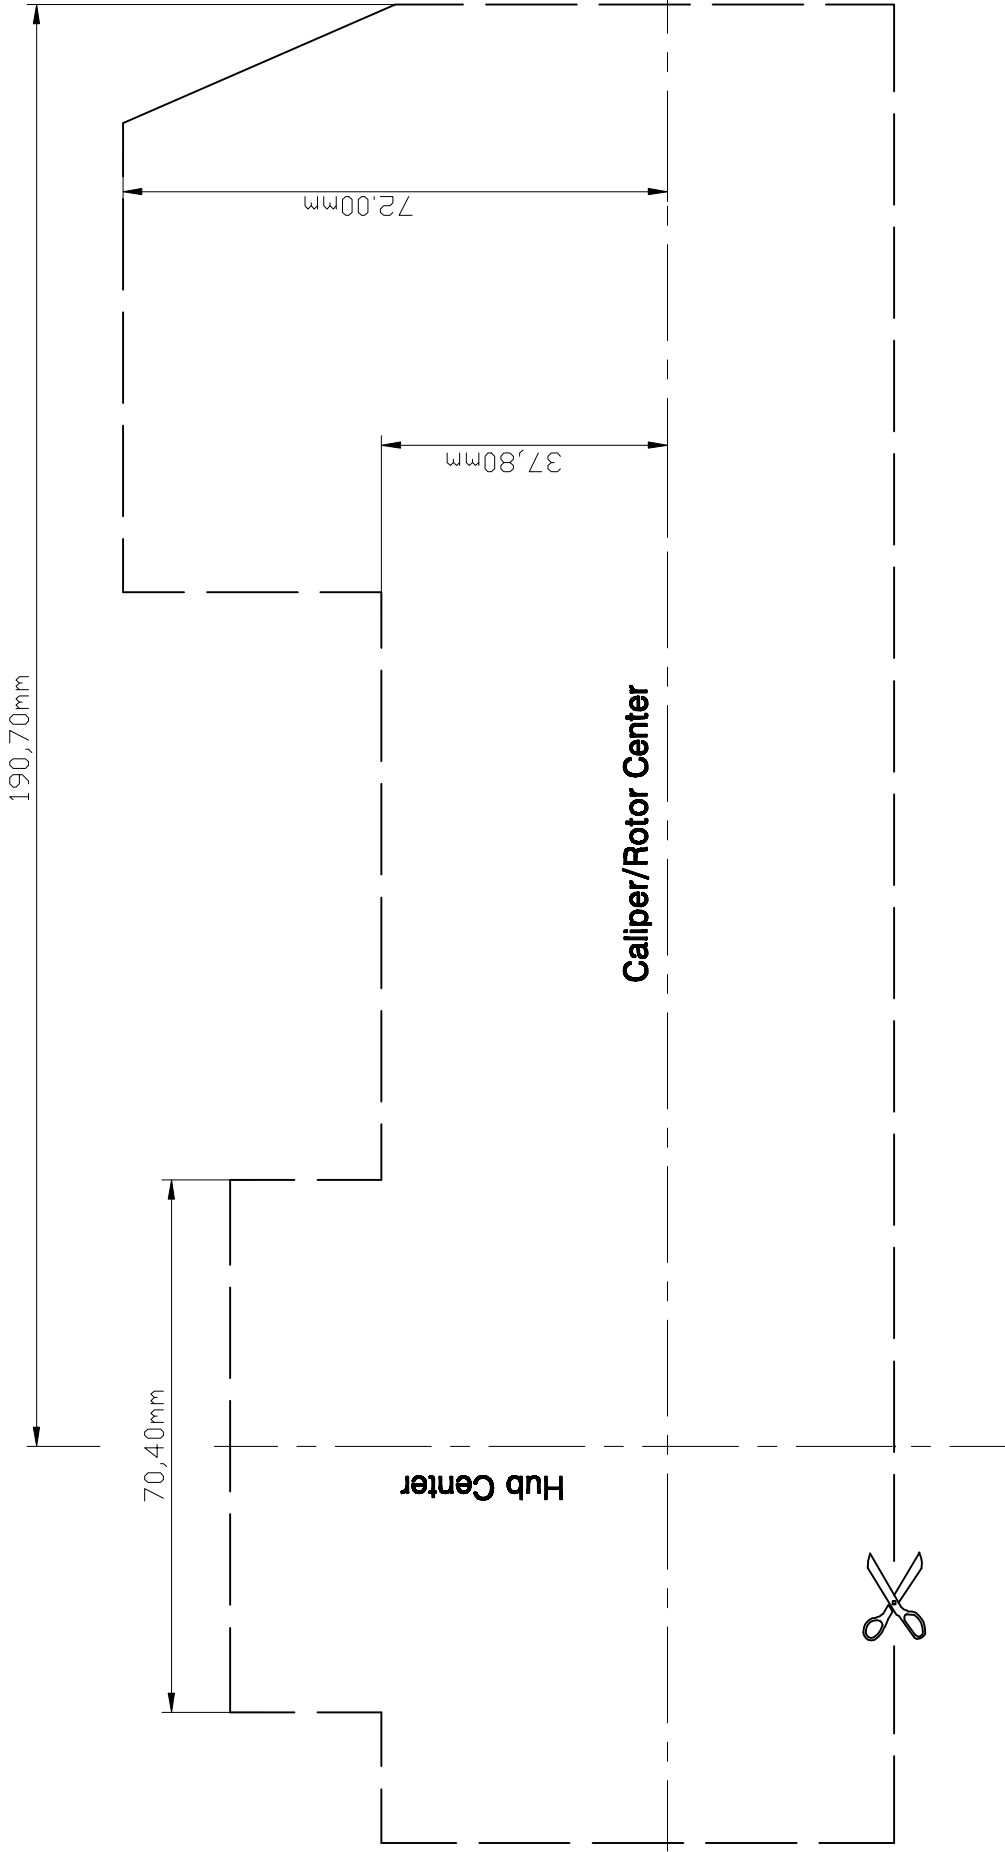 190,70mm
72.00mm
37,80mm
Caliper/Rotor Center
70,40mm
Hub Center